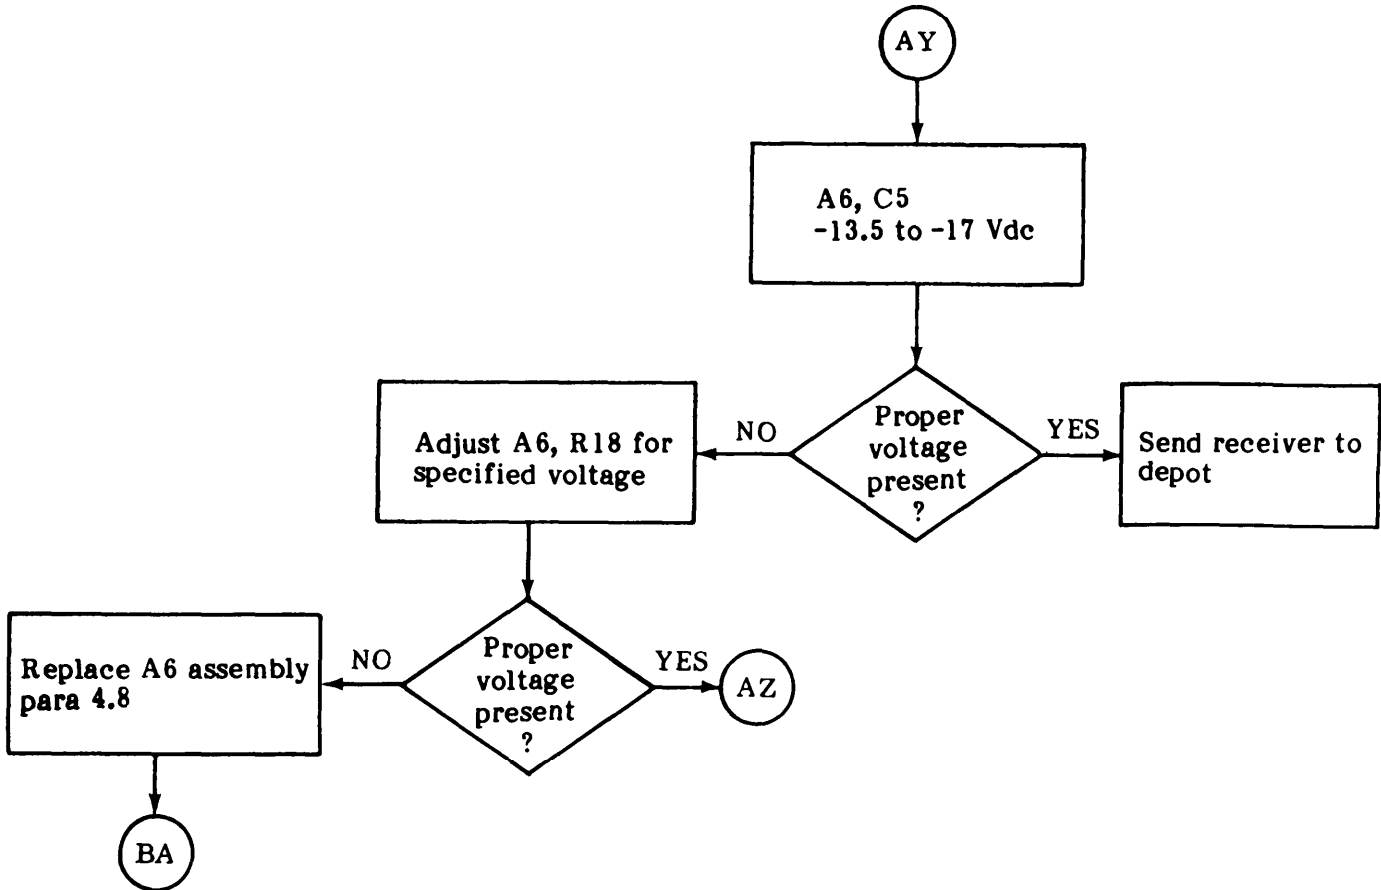 AY
A6, C5
-13.5 to -17 Vdc
Proper
voltage
present
?
NO
YES
Adjust A6, R18 for
specified voltage
Send receiver to
depot
Proper
voltage
present
?
NO
YES
Replace A6 assembly
para 4.8
AZ
BA